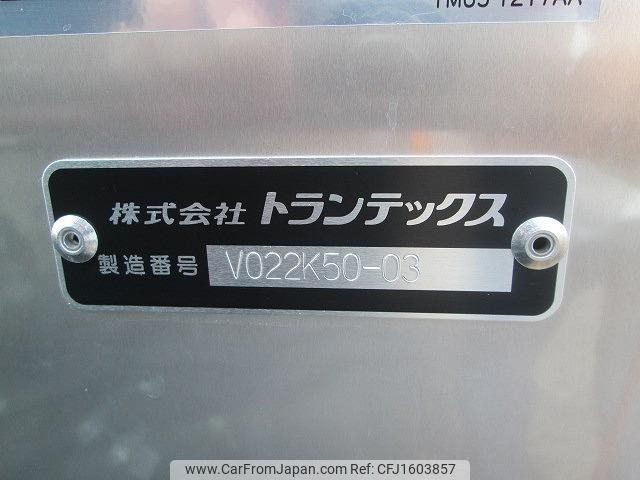 株式会社 トランテックス
製造番号 V022K50-03
www.CarFromJapan.com CFJ1603857